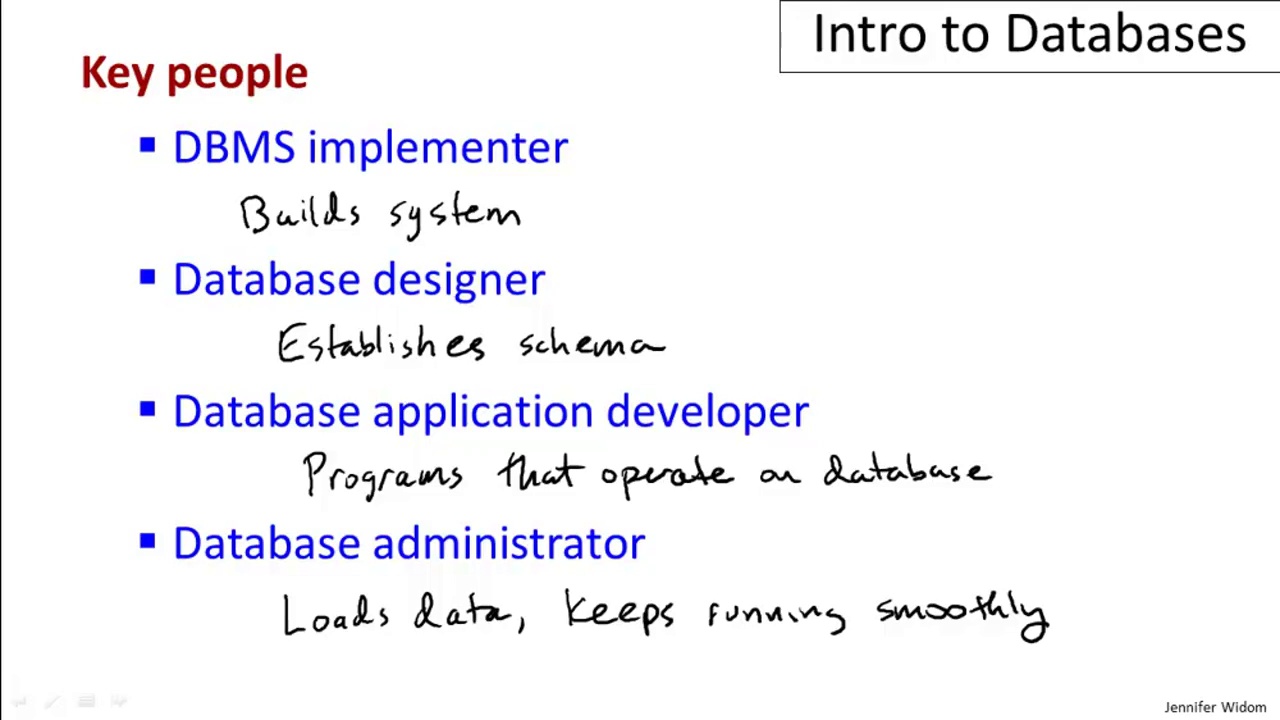 Intro to Databases
Key people
▪ DBMS implementer
Builds system
▪ Database designer
Establishes schema
▪ Database application developer
Programs that operate on database
▪ Database administrator
Loads data, keeps running smoothly
Jennifer Widom